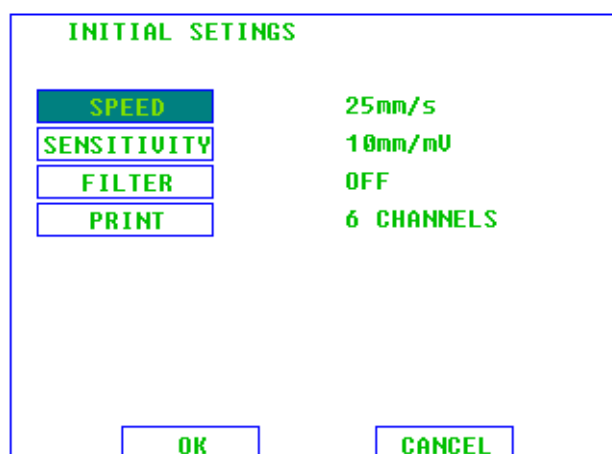 INITIAL SETINGS
SPEED 25mm/s
SENSITIVITY 10mm/mV
FILTER OFF
PRINT 6 CHANNELS
OK CANCEL